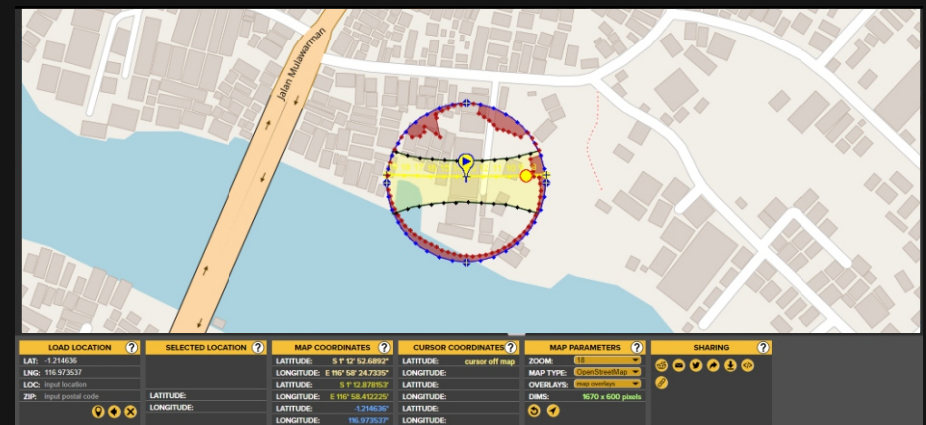 Jalan Mulawarman
LOAD LOCATION ?
LAT: -1.214636
LNG: 116.973537
LOC: input location
ZIP: input postal code
SELECTED LOCATION ?
LATITUDE:
LONGITUDE:
MAP COORDINATES ?
LATITUDE: S 1° 12' 52.6892"
LONGITUDE: E 116° 58' 24.7335"
LATITUDE: S 1° 12.878153'
LONGITUDE: E 116° 58.412225'
LATITUDE: -1.214636°
LONGITUDE: 116.973537°
CURSOR COORDINATES ?
LATITUDE: cursor off map
LONGITUDE:
LATITUDE:
LONGITUDE:
LATITUDE:
LONGITUDE:
MAP PARAMETERS ?
ZOOM: 18
MAP TYPE: OpenStreetMap
OVERLAYS: map overlays
DIMS: 1670 x 600 pixels
SHARING ?